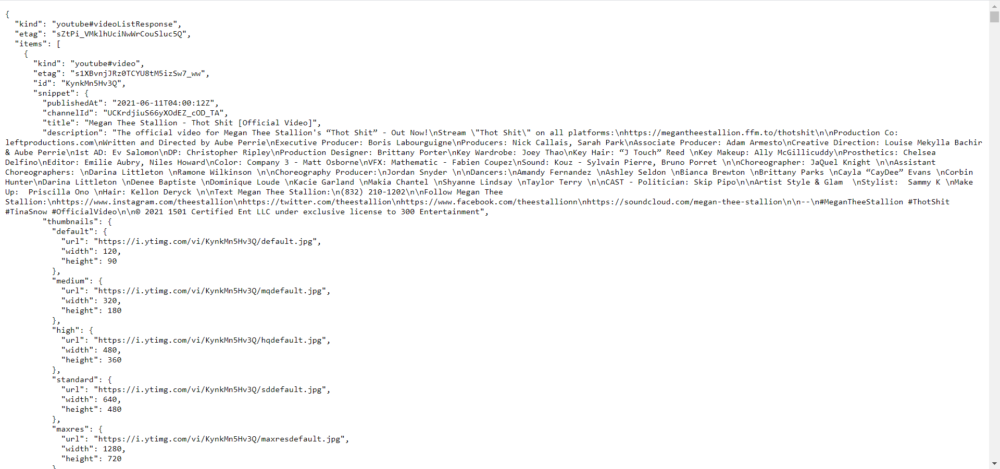 {
"kind": "youtube#videoListResponse",
"etag": "sZtPi_VMklhUciNwWrCouSluc5Q",
"items": [
{
"kind": "youtube#video",
"etag": "s1XBvnjJRz0TCYU8tM5izSw7_ww",
"id": "KynkMn5Hv3Q",
"snippet": {
"publishedAt": "2021-06-11T04:00:12Z",
"channelId": "UCKrdjiuS66yXOdEZ_cOD_TA",
"title": "Megan Thee Stallion - Thot Shit [Official Video]",
"description": "The official video for Megan Thee Stallion's “Thot Shit” - Out Now!\nStream \"Thot Shit\" on all platforms:\nhttps://megantheestallion.ffm.to/thotshit\n\nProduction Co:
leftproductions.com\nWritten and Directed by Aube Perrie\nExecutive Producer: Boris Labourguigne\nProducers: Nick Callais, Sarah Park\nAssociate Producer: Adam Armesto\nCreative Direction: Louise Mekylla Bachir
& Aube Perrie\n1st AD: Ev Salomon\nDP: Christopher Ripley\nProduction Designer: Brittany Porter\nKey Wardrobe: Joey Thao\nKey Hair: “J Touch” Reed \nKey Makeup: Ally McGillicuddy\nProsthetics: Chelsea
Delfino\nEditor: Emilie Aubry, Niles Howard\nColor: Company 3 - Matt Osborne\nVFX: Mathematic - Fabien Coupez\nSound: Kouz - Sylvain Pierre, Bruno Porret \n\nChoreographer: JaQuel Knight \n\nAssistant
Choreographers: \nDarina Littleton \nRamone Wilkinson \n\nChoreography Producer:\nJordan Snyder \n\nDancers:\nAmandy Fernandez \nAshley Seldon \nBianca Brewton \nBrittany Parks \nCayla “CayDee” Evans \nCorbin
Hunter\nDarina Littleton \nDenee Baptiste \nDominique Loude \nKacie Garland \nMakia Chantel \nShyanne Lindsay \nTaylor Terry \n\nCAST - Politician: Skip Pipo\n\nArtist Style & Glam  \nStylist:  Sammy K \nMake
Up:  Priscilla Ono \nHair: Kellon Deryck \n\nText Megan Thee Stallion:\n(832) 210-1202\n\nFollow Megan Thee
Stallion:\nhttps://www.instagram.com/theestallion\nhttps://twitter.com/theestallion\nhttps://www.facebook.com/theestallionn\nhttps://soundcloud.com/megan-thee-stallion\n\n--\n#MeganTheeStallion #ThotShit
#TinaSnow #OfficialVideo\n\n© 2021 1501 Certified Ent LLC under exclusive license to 300 Entertainment",
"thumbnails": {
"default": {
"url": "https://i.ytimg.com/vi/KynkMn5Hv3Q/default.jpg",
"width": 120,
"height": 90
},
"medium": {
"url": "https://i.ytimg.com/vi/KynkMn5Hv3Q/mqdefault.jpg",
"width": 320,
"height": 180
},
"high": {
"url": "https://i.ytimg.com/vi/KynkMn5Hv3Q/hqdefault.jpg",
"width": 480,
"height": 360
},
"standard": {
"url": "https://i.ytimg.com/vi/KynkMn5Hv3Q/sddefault.jpg",
"width": 640,
"height": 480
},
"maxres": {
"url": "https://i.ytimg.com/vi/KynkMn5Hv3Q/maxresdefault.jpg",
"width": 1280,
"height": 720
}